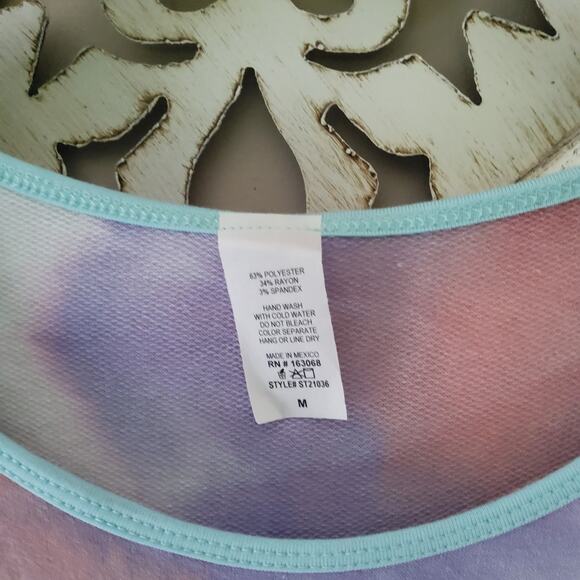 63% POLYESTER
34% RAYON
3% SPANDEX
HAND WASH
WITH COLD WATER
DO NOT BLEACH
COLOR SEPARATE
HANG OR LINE DRY
MADE IN MEXICO
RN # 163068
STYLE# ST21036
M